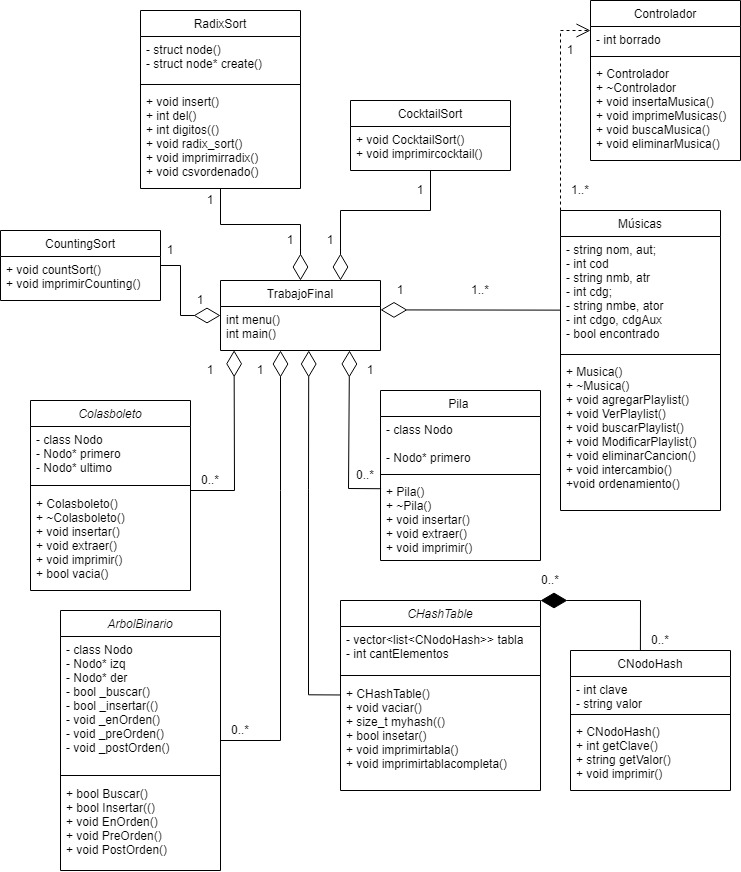 RadixSort
- struct node()
- struct node* create()
+ void insert()
+ int del()
+ int digitos(()
+ void radix_sort()
+ void imprimirradix()
+ void csvordenado()
1
1
CocktailSort
+ void CocktailSort()
+ void imprimircocktail()
1
1
Controlador
- int borrado
+ Controlador
+ ~Controlador
+ void insertaMusica()
+ void imprimeMusicas()
+ void buscaMusica()
+ void eliminarMusica()
1
1..*
CountingSort
+ void countSort()
+ void imprimirCounting()
1
1
TrabajoFinal
int menu()
int main()
1
1..*
Músicas
- string nom, aut;
- int cod
- string nmb, atr
- int cdg;
- string nmbe, ator
- int cdgo, cdgAux
- bool encontrado
+ Musica()
+ ~Musica()
+ void agregarPlaylist()
+ void VerPlaylist()
+ void buscarPlaylist()
+ void ModificarPlaylist()
+ void eliminarCancion()
+ void intercambio()
+void ordenamiento()
1
1
1
Colasboleto
- class Nodo
- Nodo* primero
- Nodo* ultimo
+ Colasboleto()
+ ~Colasboleto()
+ void insertar()
+ void extraer()
+ void imprimir()
+ bool vacia()
0..*
Pila
- class Nodo
- Nodo* primero
+ Pila()
+ ~Pila()
+ void insertar()
+ void extraer()
+ void imprimir()
0..*
ArbolBinario
- class Nodo
- Nodo* izq
- Nodo* der
- bool _buscar()
- bool _insertar(()
- void _enOrden()
- void _preOrden()
- void _postOrden()
+ bool Buscar()
+ bool Insertar(()
+ void EnOrden()
+ void PreOrden()
+ void PostOrden()
0..*
CHashTable
- vector<list<CNodoHash>> tabla
- int cantElementos
+ CHashTable()
+ void vaciar()
+ size_t myhash(()
+ bool insetar()
+ void imprimirtabla()
+ void imprimirtablacompleta()
0..*
0..*
CNodoHash
- int clave
- string valor
+ CNodoHash()
+ int getClave()
+ string getValor()
+ void imprimir()